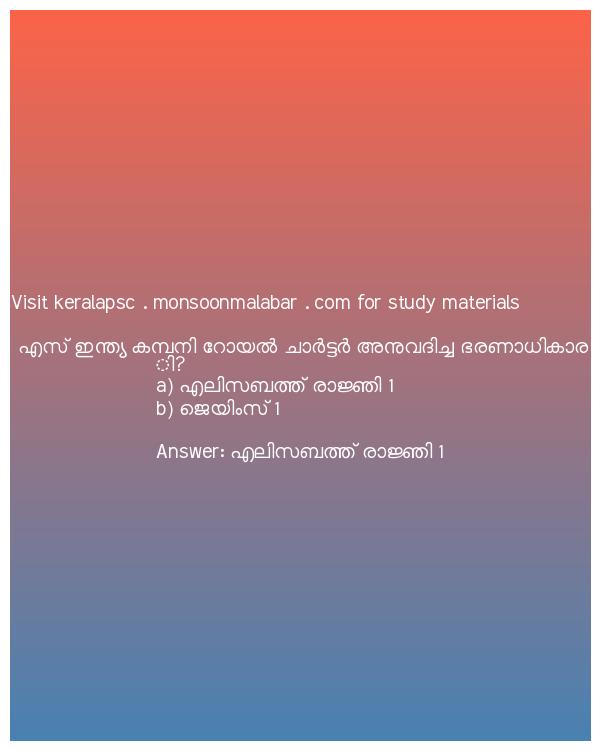 Visit keralapsc . monsoonmalabar . com for study materials
എസ് ഇന്ത്യ കമ്പനി റോയൽ ചാർട്ടർ അനുവദിച്ച ഭരണാധികാര
ി?
a) എലിസബത്ത് രാജ്ഞി 1
b) ജെയിംസ് 1
Answer: എലിസബത്ത് രാജ്ഞി 1